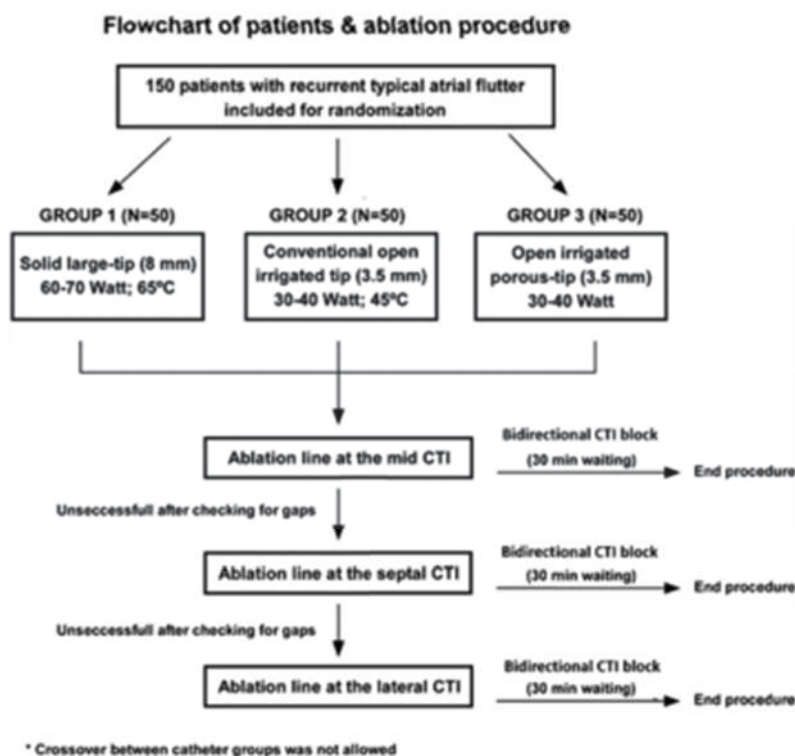 Flowchart of patients & ablation procedure
150 patients with recurrent typical atrial flutter
included for randomization
GROUP 1 (N=50)
GROUP 2 (N=50)
GROUP 3 (N=50)
Solid large-tip (8 mm)
60-70 Watt; 65ºC
Conventional open
irrigated tip (3.5 mm)
30-40 Watt; 45ºC
Open irrigated
porous-tip (3.5 mm)
30-40 Watt
Ablation line at the mid CTI
Bidirectional CTI block
(30 min waiting)
End procedure
Unseccessfull after checking for gaps
Ablation line at the septal CTI
Bidirectional CTI block
(30 min waiting)
End procedure
Unseccessfull after checking for gaps
Ablation line at the lateral CTI
Bidirectional CTI block
(30 min waiting)
End procedure
* Crossover between catheter groups was not allowed